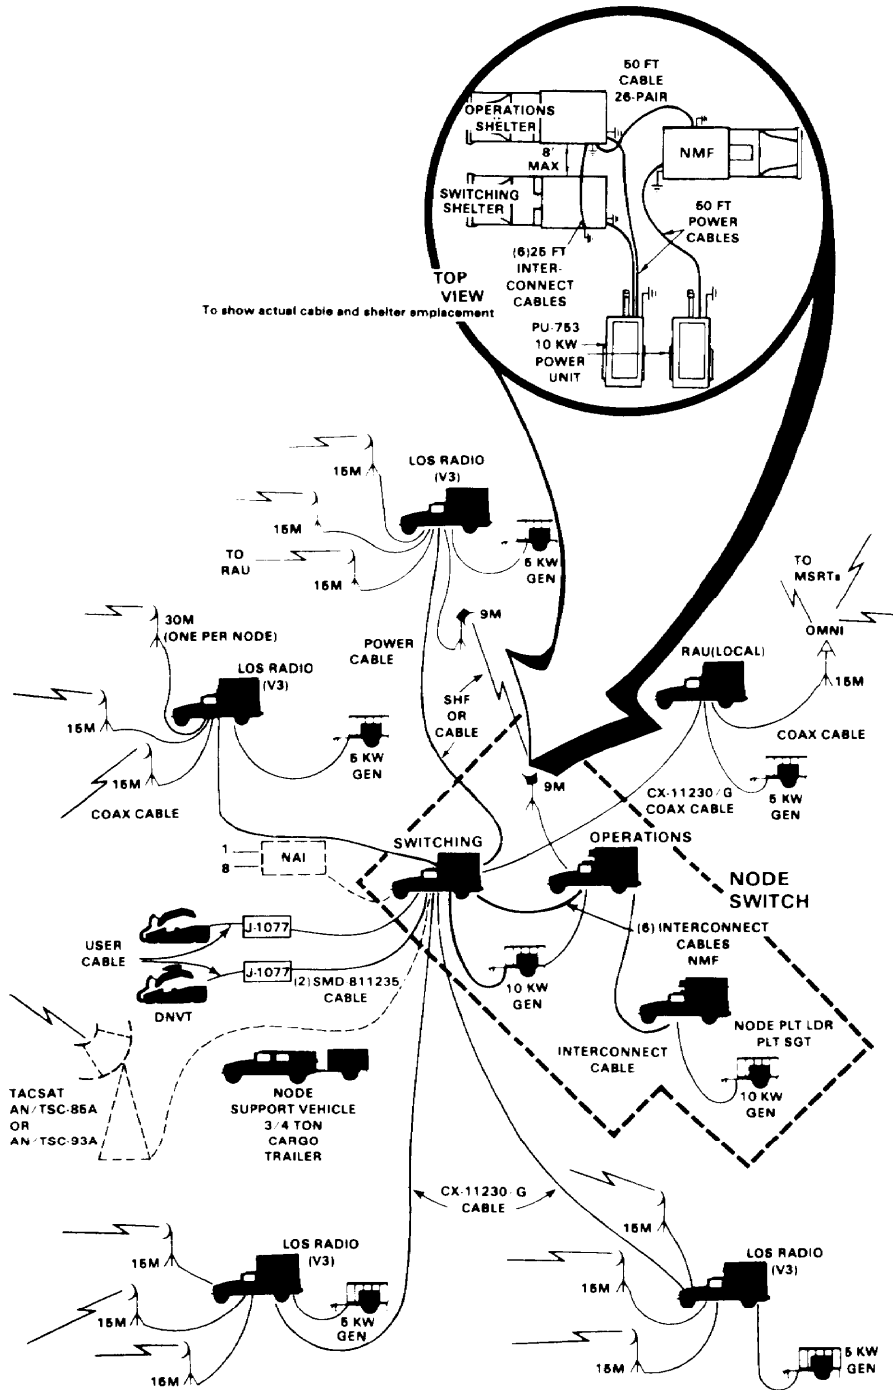 50 FT
CABLE
26-PAIR
OPERATIONS
SHELTER
NMF
8'
MAX
SWITCHING
SHELTER
50 FT
POWER
CABLES
(6)25 FT
INTER-
CONNECT
CABLES
TOP
VIEW
To show actual cable and shelter emplacement
PU-753
10 KW
POWER
UNIT
LOS RADIO
(V3)
15M
15M
TO
RAU
15M
5 KW
GEN
TO
MSRTs
30M
(ONE PER NODE)
9M
OMNI
POWER
CABLE
RAU(LOCAL)
LOS RADIO
(V3)
15M
SHF
OR
CABLE
15M
COAX CABLE
5 KW
GEN
15M
COAX CABLE
9M
CX-11230/G
COAX CABLE
5 KW
GEN
SWITCHING
OPERATIONS
1
8
NAI
NODE
SWITCH
J-1077
USER
CABLE
(6) INTERCONNECT
CABLES
NMF
J-1077
(2) SMD-811235
CABLE
10 KW
GEN
DNVT
NODE PLT LDR
PLT SGT
INTERCONNECT
CABLE
TACSAT
AN/TSC-85A
OR
AN/TSC-93A
NODE
SUPPORT VEHICLE
3/4 TON
CARGO
TRAILER
10 KW
GEN
CX-11230-G
CABLE
15M
LOS RADIO
(V3)
15M
LOS RADIO
(V3)
15M
15M
5 KW
GEN
15M
15M
5 KW
GEN